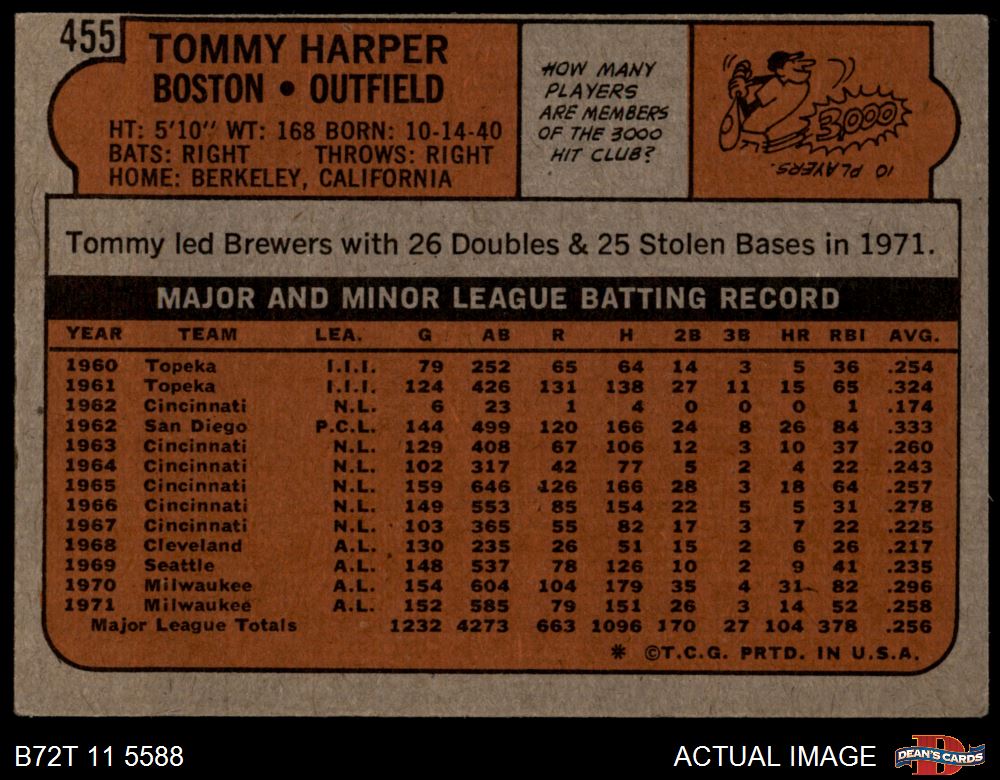 455
TOMMY HARPER
BOSTON • OUTFIELD
HT: 5'10" WT: 168 BORN: 10-14-40
BATS: RIGHT THROWS: RIGHT
HOME: BERKELEY, CALIFORNIA
HOW MANY
PLAYERS
ARE MEMBERS
OF THE 3000
HIT CLUB?
3,000
10 PLAYERS.
Tommy led Brewers with 26 Doubles & 25 Stolen Bases in 1971.
MAJOR AND MINOR LEAGUE BATTING RECORD
YEAR TEAM LEA. G AB R H 2B 3B HR RBI AVG.
1960 Topeka I.I.I. 79 252 65 64 14 3 5 36 .254
1961 Topeka I.I.I. 124 426 131 138 27 11 15 65 .324
1962 Cincinnati N.L. 6 23 1 4 0 0 0 1 .174
1962 San Diego P.C.L. 144 499 120 166 24 8 26 84 .333
1963 Cincinnati N.L. 129 408 67 106 12 3 10 37 .260
1964 Cincinnati N.L. 102 317 42 77 5 2 4 22 .243
1965 Cincinnati N.L. 159 646 126 166 28 3 18 64 .257
1966 Cincinnati N.L. 149 553 85 154 22 5 5 31 .278
1967 Cincinnati N.L. 103 365 55 82 17 3 7 22 .225
1968 Cleveland A.L. 130 235 26 51 15 2 6 26 .217
1969 Seattle A.L. 148 537 78 126 10 2 9 41 .235
1970 Milwaukee A.L. 154 604 104 179 35 4 31 82 .296
1971 Milwaukee A.L. 152 585 79 151 26 3 14 52 .258
Major League Totals 1232 4273 663 1096 170 27 104 378 .256
* ©T.C.G. PRTD. IN U.S.A.
B72T 11 5588
ACTUAL IMAGE
D
DEAN'S CARDS